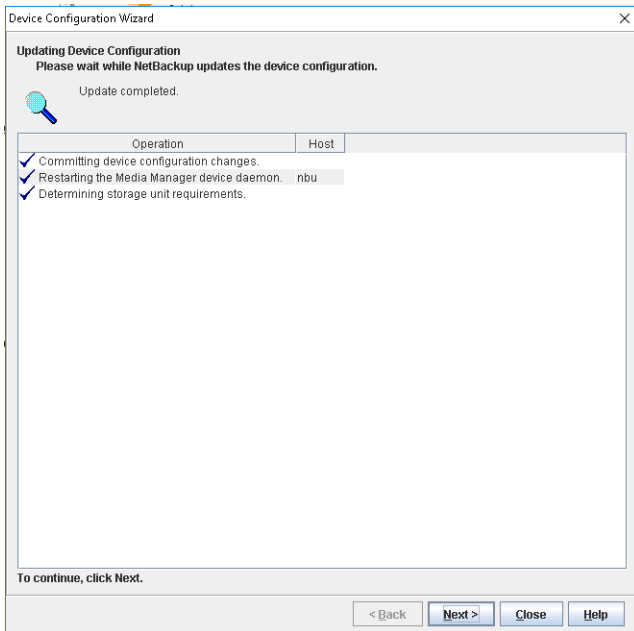 Device Configuration Wizard
Updating Device Configuration
Please wait while NetBackup updates the device configuration.
Update completed.
Operation Host
Committing device configuration changes.
Restarting the Media Manager device daemon. nbu
Determining storage unit requirements.
To continue, click Next.
< Back Next > Close Help